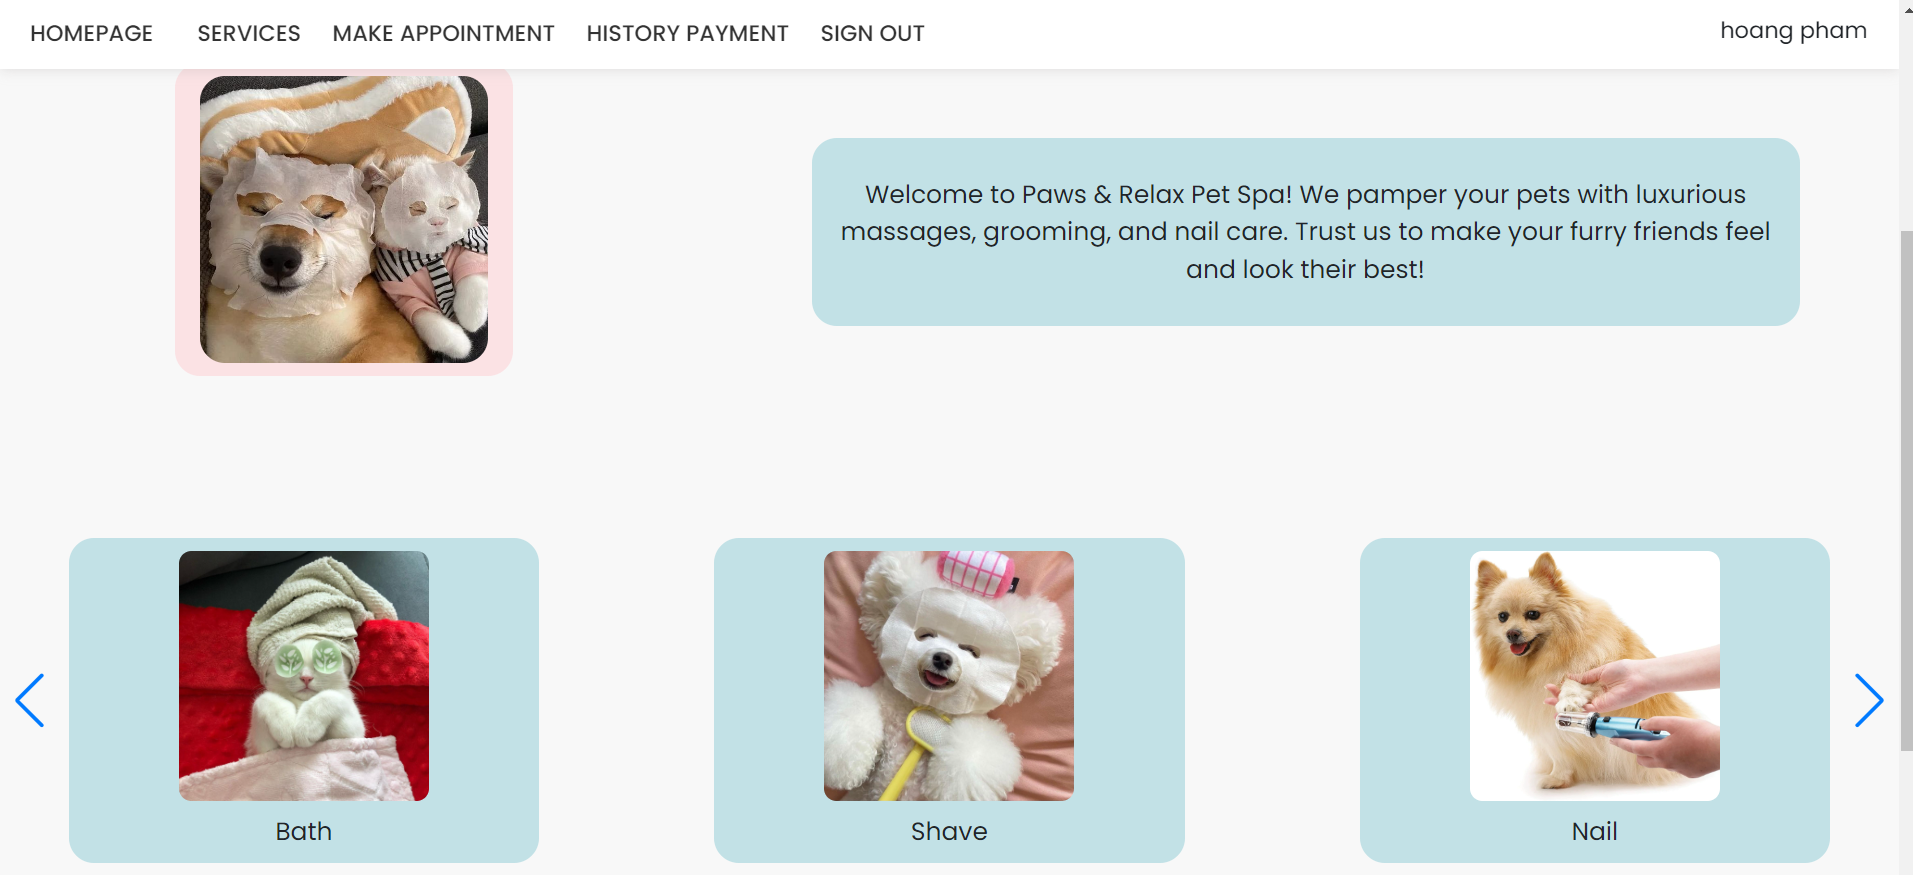 HOMEPAGE SERVICES MAKE APPOINTMENT HISTORY PAYMENT SIGN OUT hoang pham
Welcome to Paws & Relax Pet Spa! We pamper your pets with luxurious
massages, grooming, and nail care. Trust us to make your furry friends feel
and look their best!
Bath
Shave
Nail